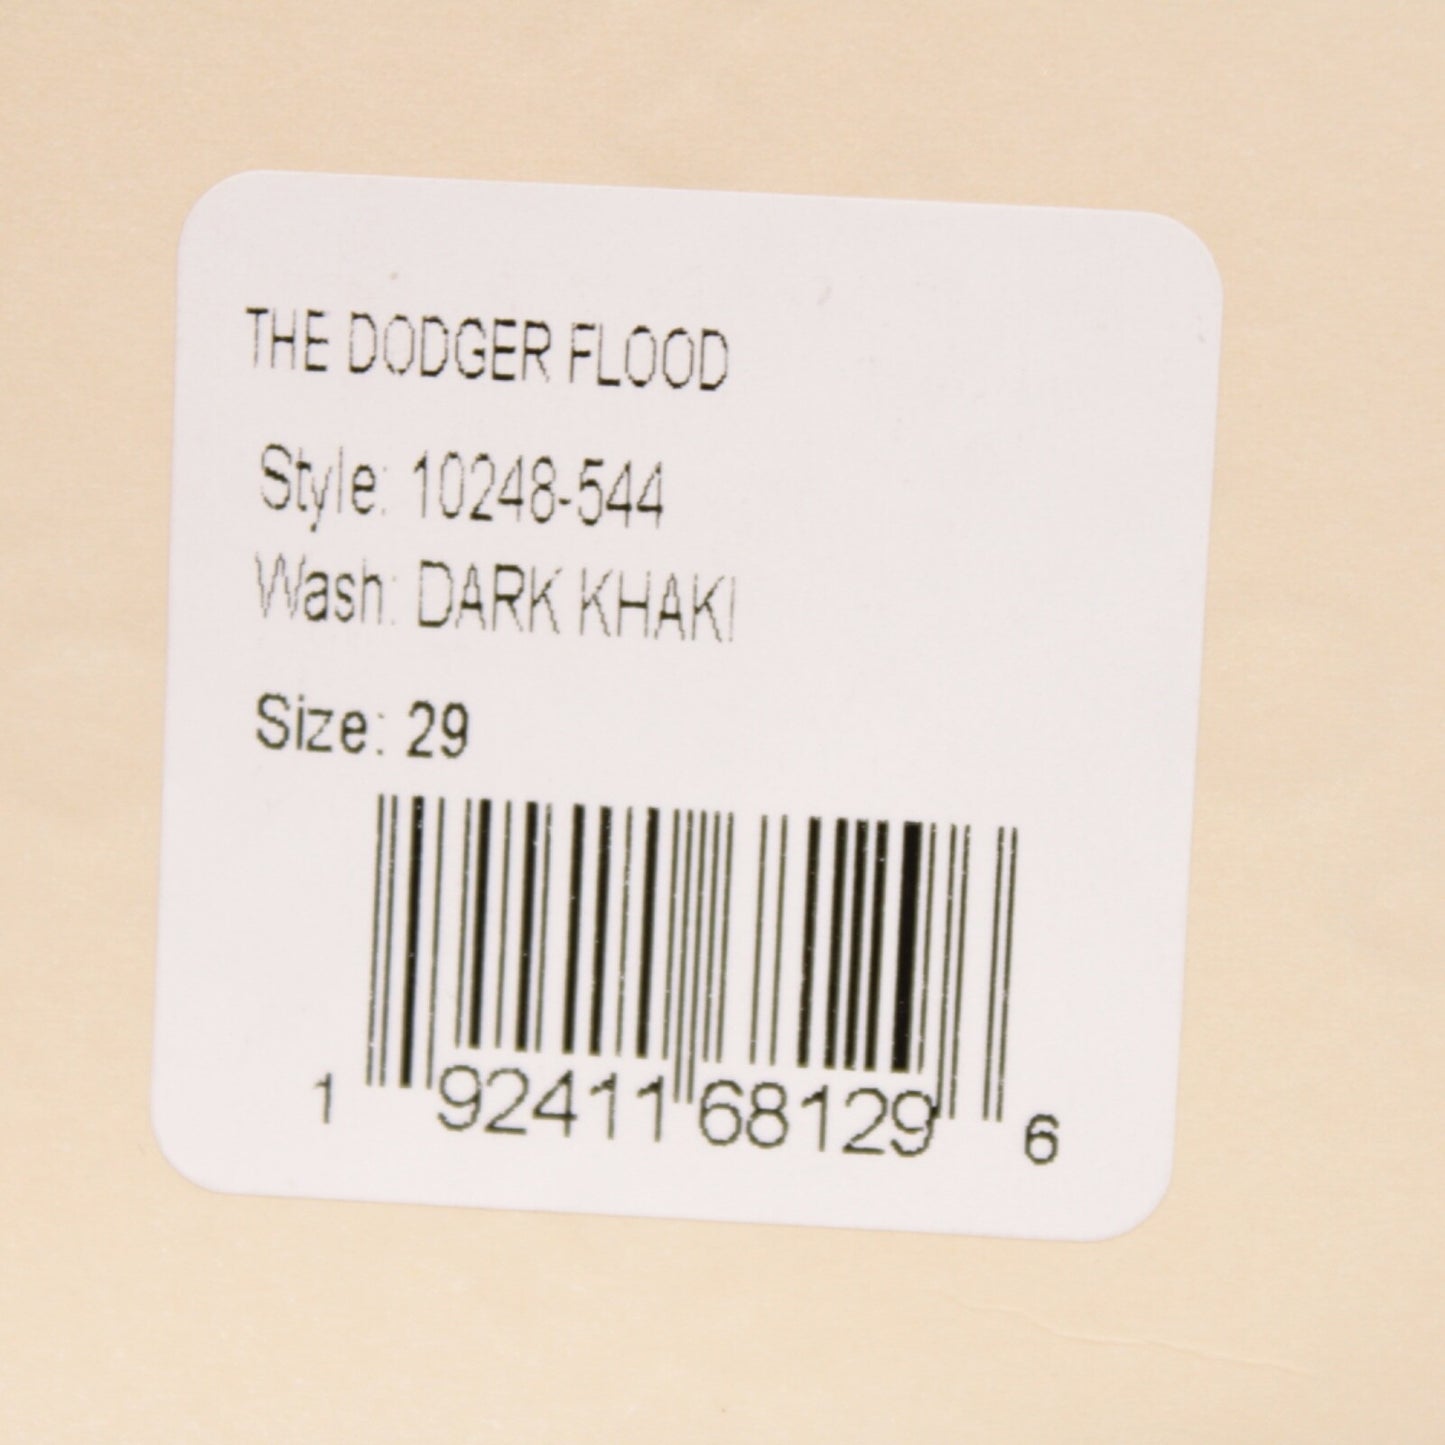 THE DODGER FLOOD
Style: 10248-544
Wash: DARK KHAKI
Size: 29
1 92411 68129 6